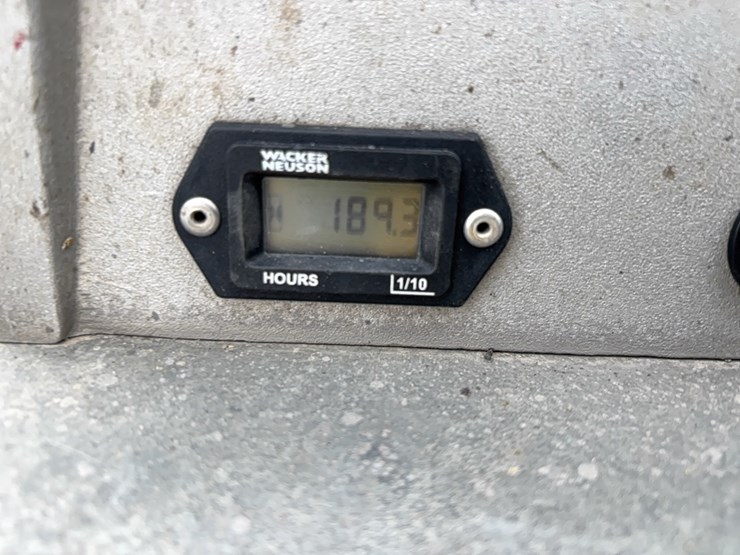 WACKER
NEUSON
189.3
HOURS 1/10